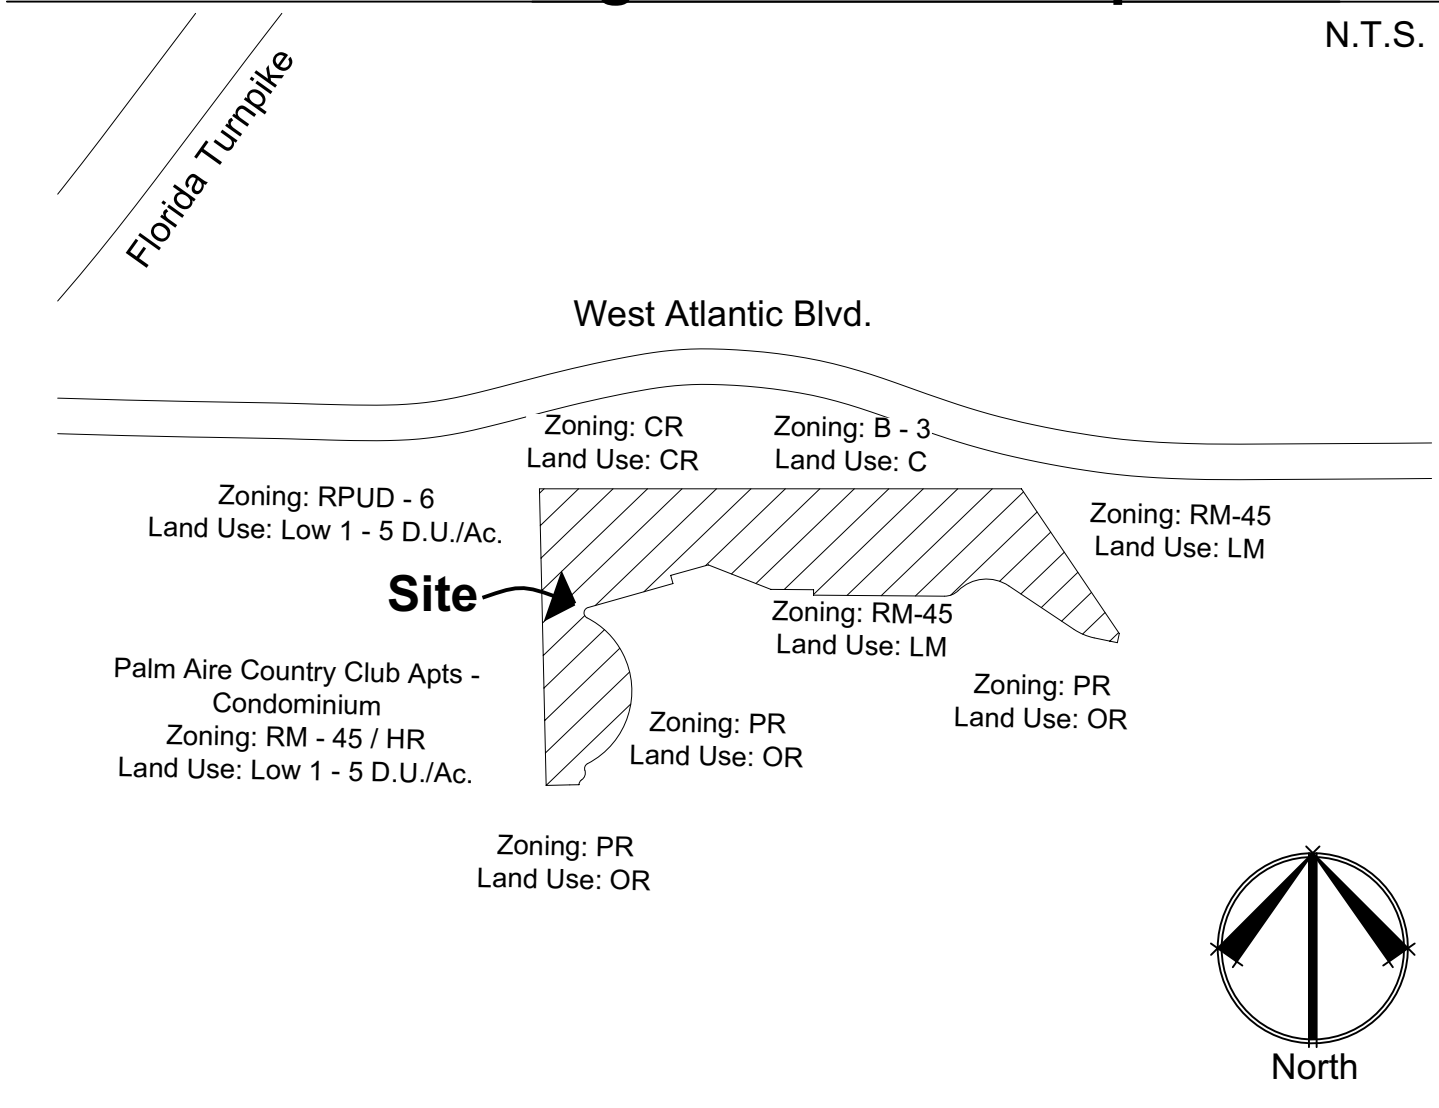 N.T.S.
Florida Turnpike
West Atlantic Blvd.
Zoning: CR
Land Use: CR
Zoning: B - 3
Land Use: C
Zoning: RPUD - 6
Land Use: Low 1 - 5 D.U./Ac.
Zoning: RM-45
Land Use: LM
Site
Zoning: RM-45
Land Use: LM
Palm Aire Country Club Apts -
Condominium
Zoning: RM - 45 / HR
Land Use: Low 1 - 5 D.U./Ac.
Zoning: PR
Land Use: OR
Zoning: PR
Land Use: OR
Zoning: PR
Land Use: OR
North